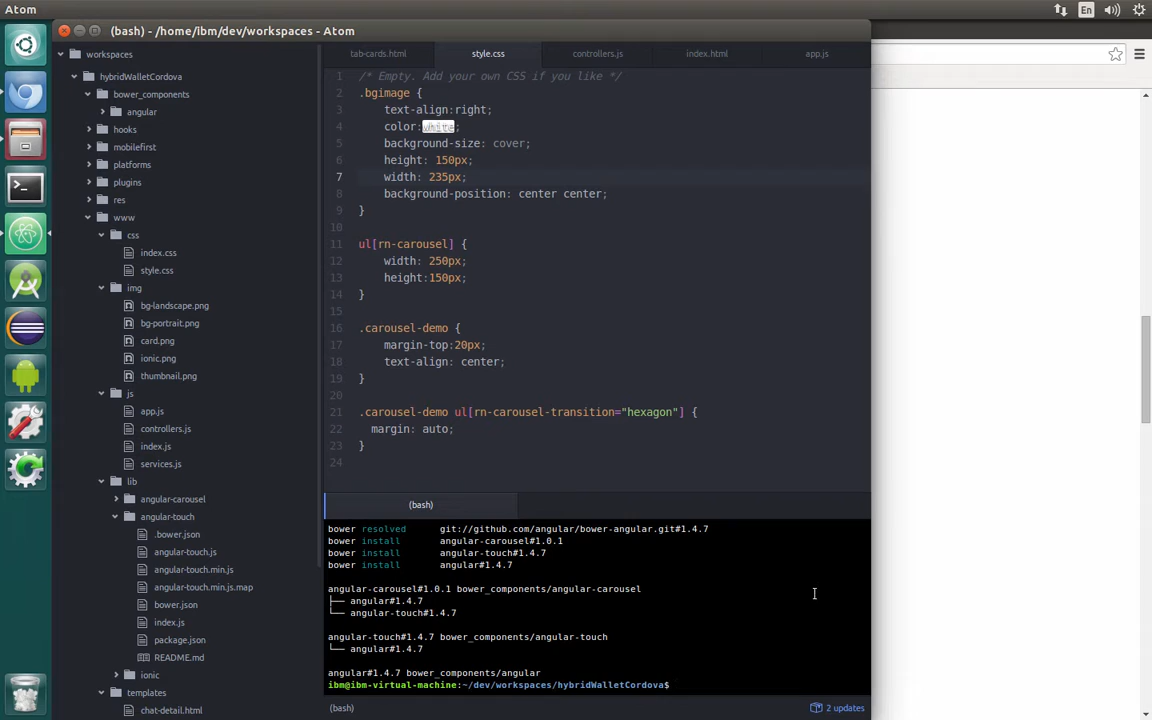 Atom
En
(bash) - /home/ibm/dev/workspaces - Atom
workspaces
hybridWalletCordova
bower_components
angular
hooks
mobilefirst
platforms
plugins
res
www
css
index.css
style.css
img
bg-landscape.png
bg-portrait.png
card.png
ionic.png
thumbnail.png
js
app.js
controllers.js
index.js
services.js
lib
angular-carousel
angular-touch
.bower.json
angular-touch.js
angular-touch.min.js
angular-touch.min.js.map
bower.json
index.js
package.json
README.md
ionic
templates
chat-detail.html
tab-cards.html style.css controllers.js index.html app.js
1 /* Empty. Add your own CSS if you like */
2 .bgimage {
3 text-align:right;
4 color:white;
5 background-size: cover;
6 height: 150px;
7 width: 235px;
8 background-position: center center;
9 }
10
11 ul[rn-carousel] {
12 width: 250px;
13 height:150px;
14 }
15
16 .carousel-demo {
17 margin-top:20px;
18 text-align: center;
19 }
20
21 .carousel-demo ul[rn-carousel-transition="hexagon"] {
22 margin: auto;
23 }
24
(bash)
bower resolved git://github.com/angular/bower-angular.git#1.4.7
bower install angular-carousel#1.0.1
bower install angular-touch#1.4.7
bower install angular#1.4.7
angular-carousel#1.0.1 bower_components/angular-carousel
├── angular#1.4.7
└── angular-touch#1.4.7
angular-touch#1.4.7 bower_components/angular-touch
└── angular#1.4.7
angular#1.4.7 bower_components/angular
ibm@ibm-virtual-machine:~/dev/workspaces/hybridWalletCordova$
(bash) 2 updates